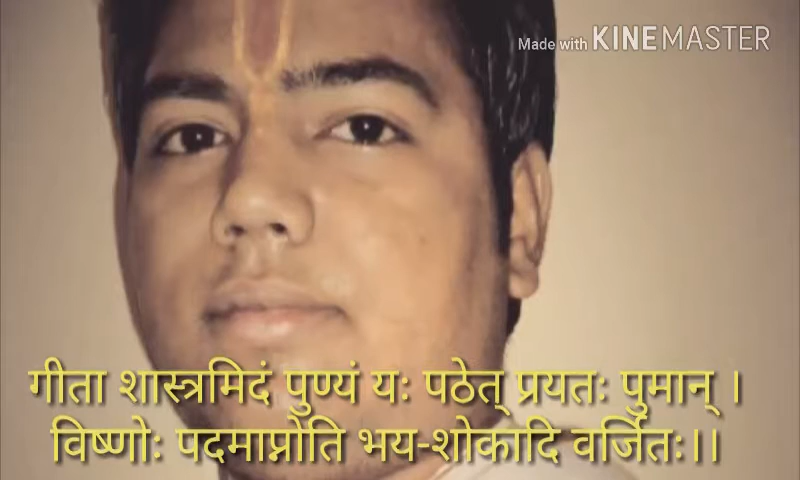 Made with KINEMASTER
गीता शास्त्रमिदं पुण्यं यः पठेत् प्रयतः पुमान् ।
विष्णोः पदमाप्नोति भय-शोकादि वर्जितः।।